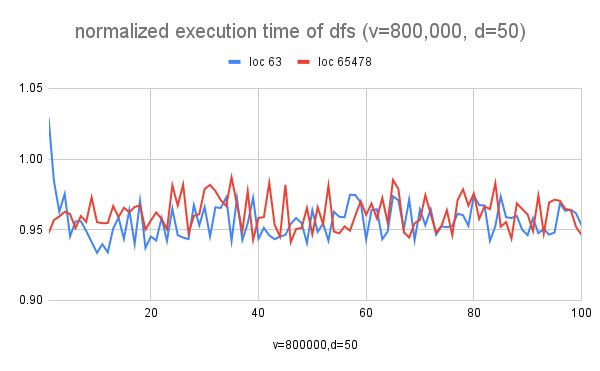 normalized execution time of dfs (v=800,000, d=50)
loc 63 loc 65478
1.05
1.00
0.95
0.90
20 40 60 80 100
v=800000,d=50